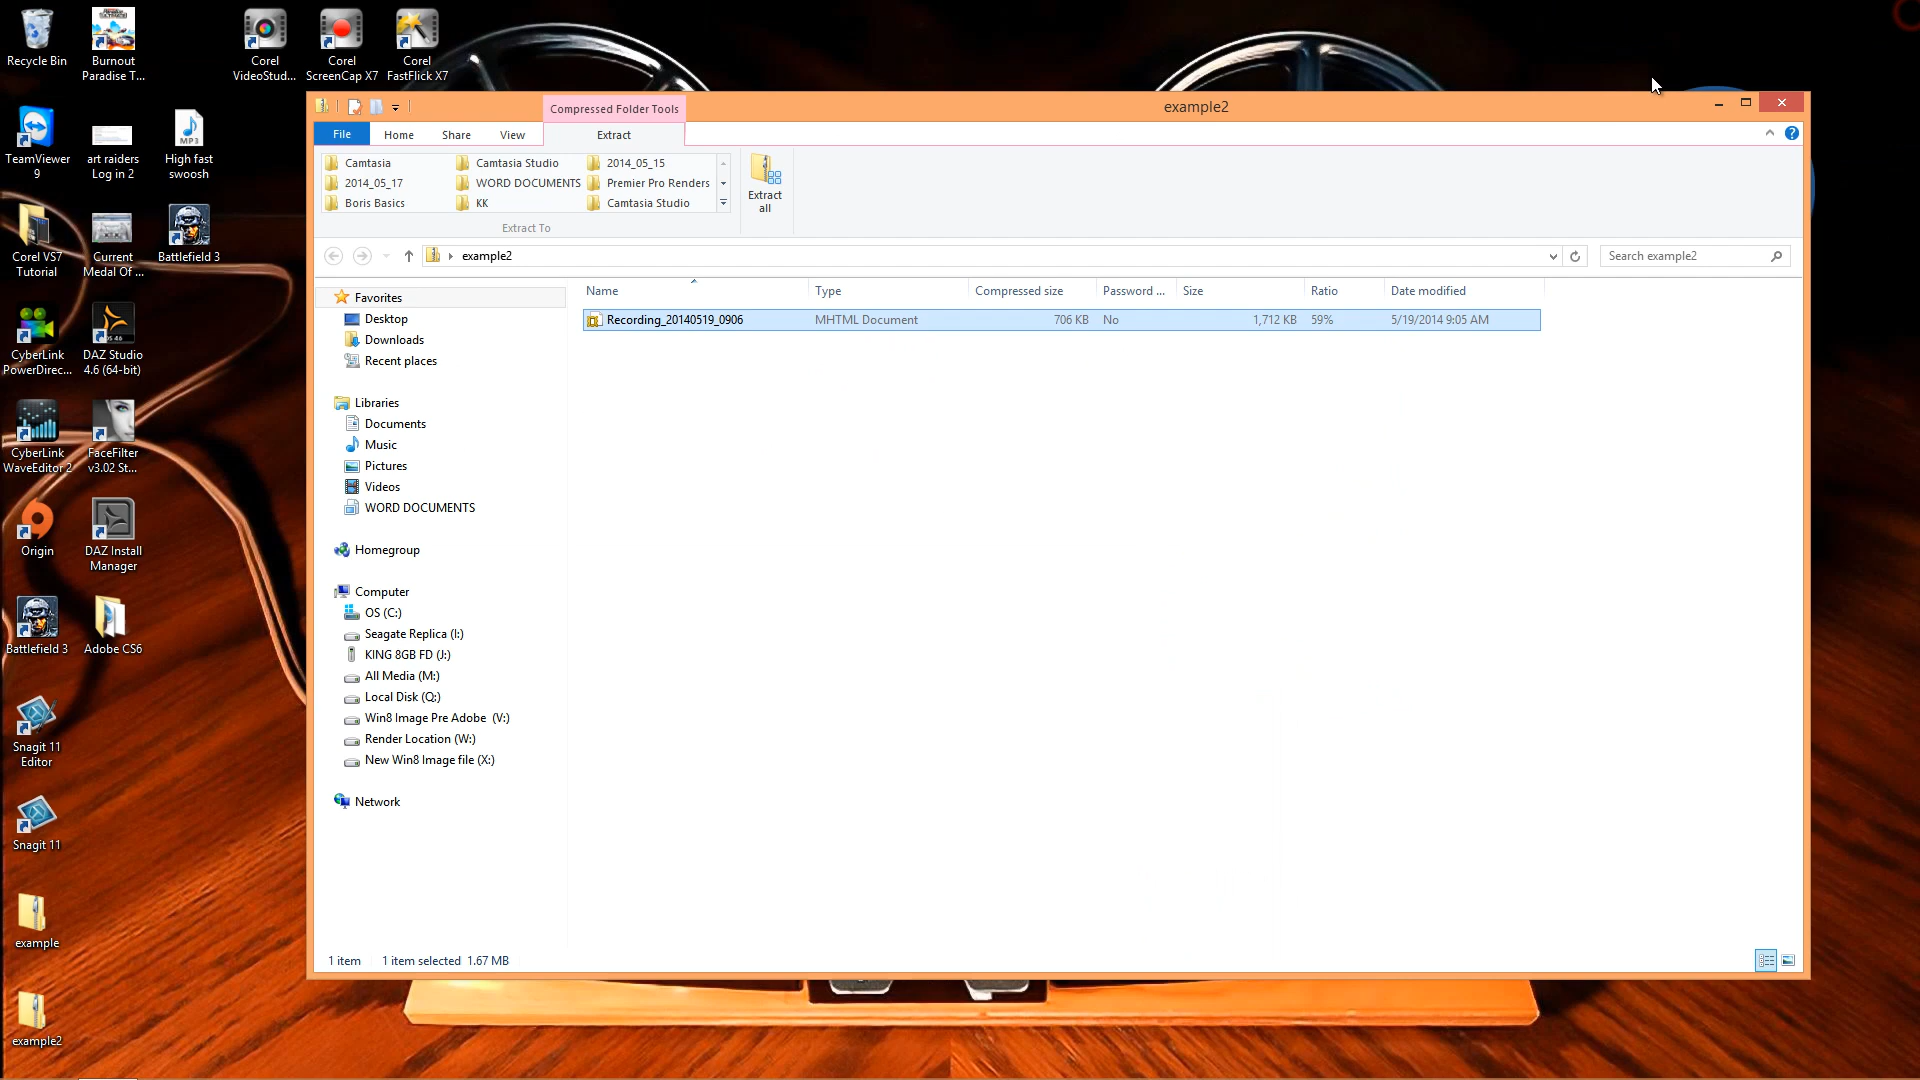 Recycle Bin
Burnout
Paradise T...
Corel
VideoStud...
Corel
ScreenCap X7
Corel
FastFlick X7
TeamViewer
9
art raiders
Log in 2
High fast
swoosh
MP3
Corel VS7
Tutorial
Current
Medal Of ...
Battlefield 3
CyberLink
PowerDirec...
DAZ Studio
4.6 (64-bit)
CyberLink
WaveEditor 2
FaceFilter
v3.02 St...
Origin
DAZ Install
Manager
Battlefield 3
Adobe CS6
Snagit 11
Editor
Snagit 11
example
example2
Compressed Folder Tools
example2
File
Home
Share
View
Extract
Camtasia
Camtasia Studio
2014_05_15
2014_05_17
WORD DOCUMENTS
Premier Pro Renders
Boris Basics
KK
Camtasia Studio
Extract To
Extract
all
example2
Search example2
Favorites
Desktop
Downloads
Recent places
Libraries
Documents
Music
Pictures
Videos
WORD DOCUMENTS
Homegroup
Computer
OS (C:)
Seagate Replica (I:)
KING 8GB FD (J:)
All Media (M:)
Local Disk (Q:)
Win8 Image Pre Adobe (V:)
Render Location (W:)
New Win8 Image file (X:)
Network
Name Type Compressed size Password ... Size Ratio Date modified
Recording_20140519_0906 MHTML Document 706 KB No 1,712 KB 59% 5/19/2014 9:05 AM
1 item 1 item selected 1.67 MB